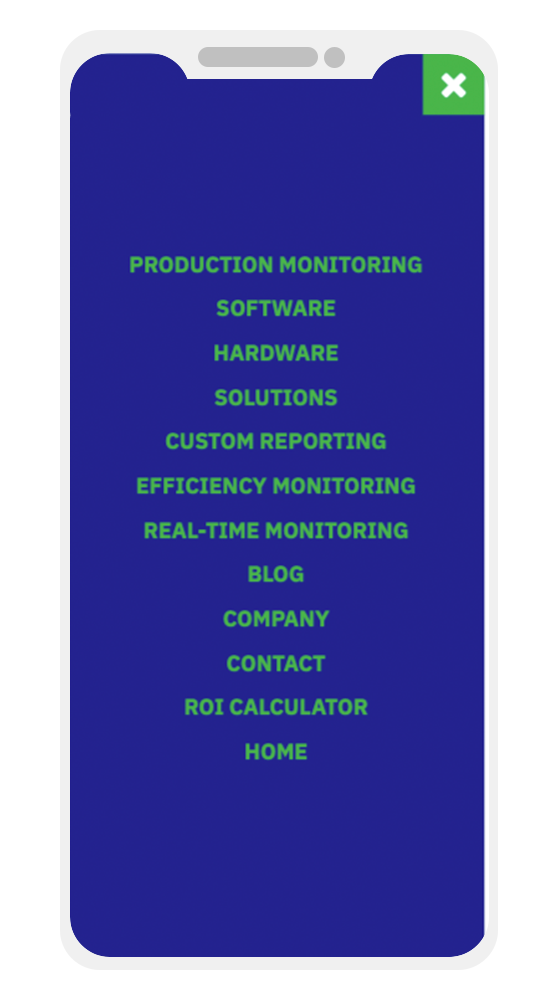 PRODUCTION MONITORING
SOFTWARE
HARDWARE
SOLUTIONS
CUSTOM REPORTING
EFFICIENCY MONITORING
REAL-TIME MONITORING
BLOG
COMPANY
CONTACT
ROI CALCULATOR
HOME